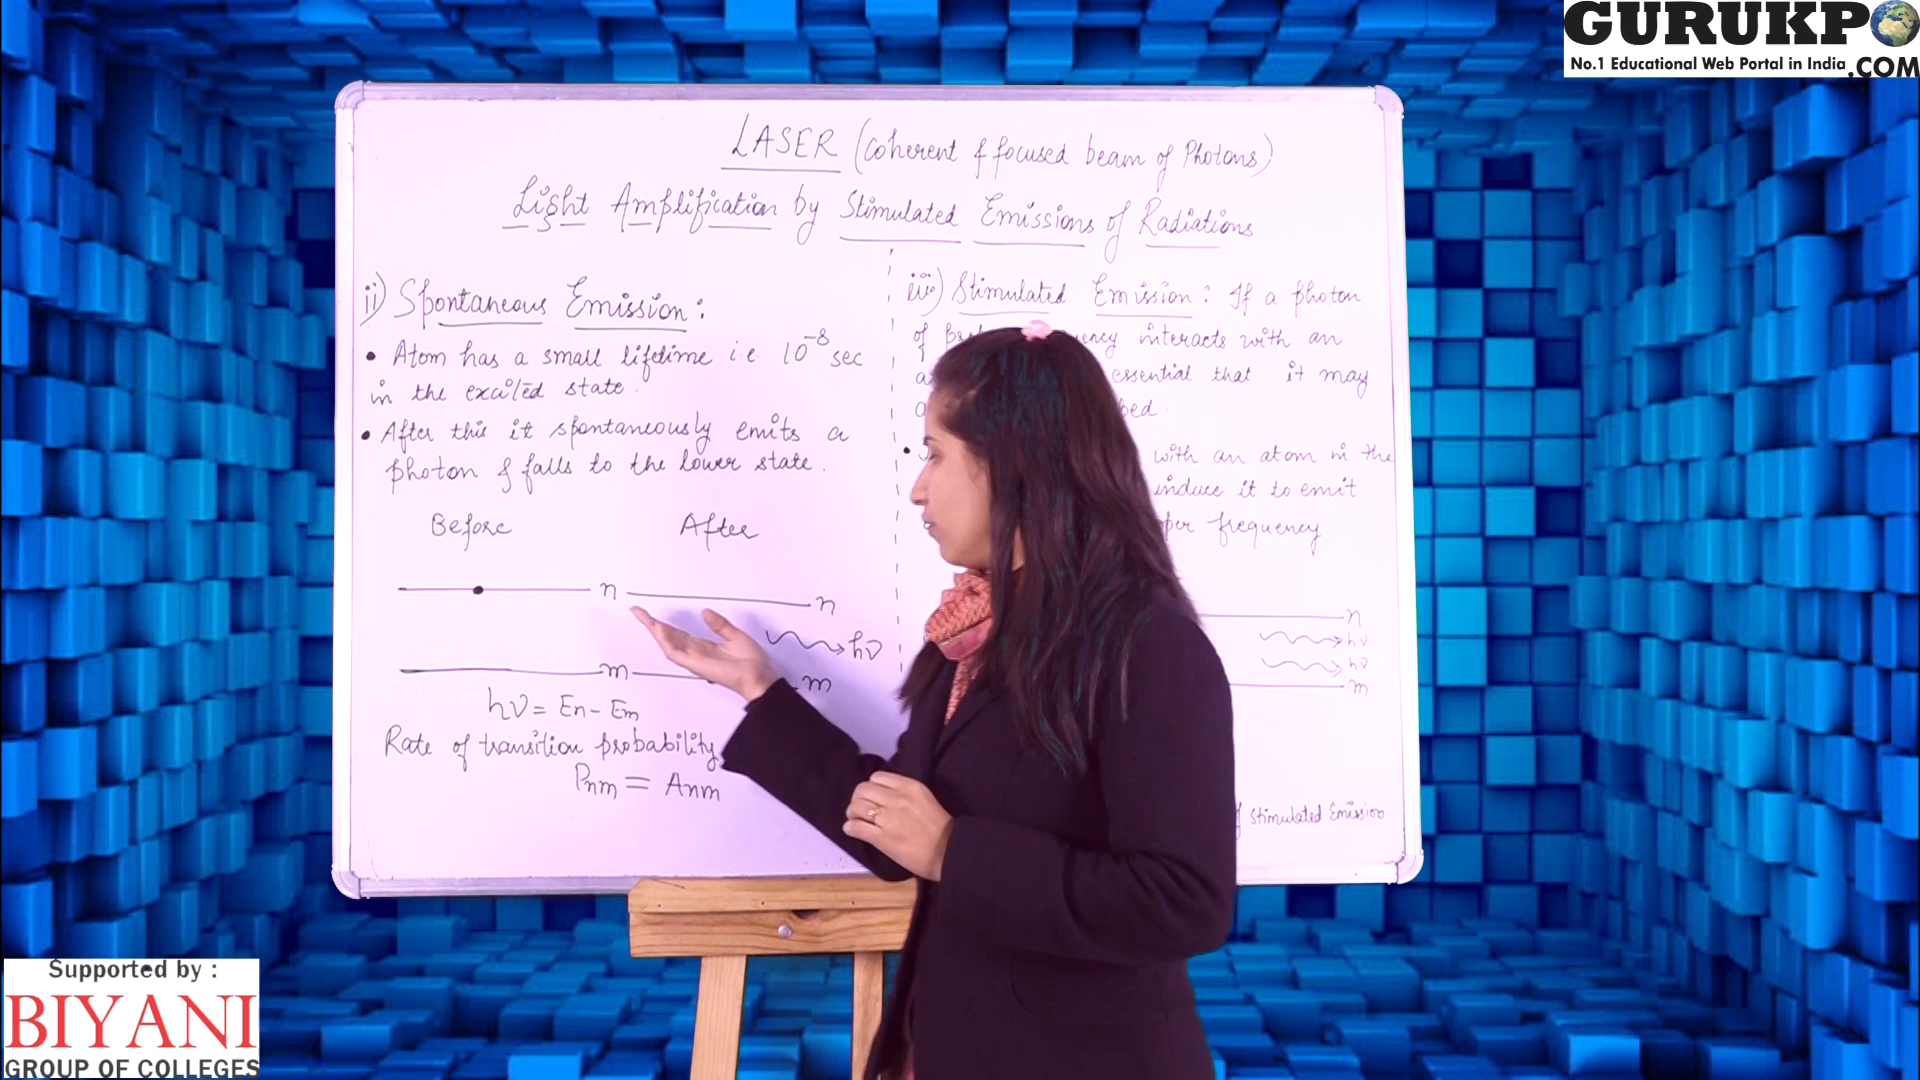 GURUKPO
No.1 Educational Web Portal in India .COM
LASER (Coherent & focused beam of Photons)
Light Amplification by Stimulated Emissions of Radiations
ii) Spontaneous Emission:
• Atom has a small lifetime i.e. 10⁻⁸ sec
in the excited state.
• After this it spontaneously emits a
photon & falls to the lower state.
Before After
n n
hν
m m
hν = En - Em
Rate of transition probability
Pnm = Anm
iii) Stimulated Emission: If a photon
of interacts with an
essential that it may
with an atom in the
induce it to emit
frequency.
n
hν
hν
m
stimulated Emission
Supported by :
BIYANI
GROUP OF COLLEGES